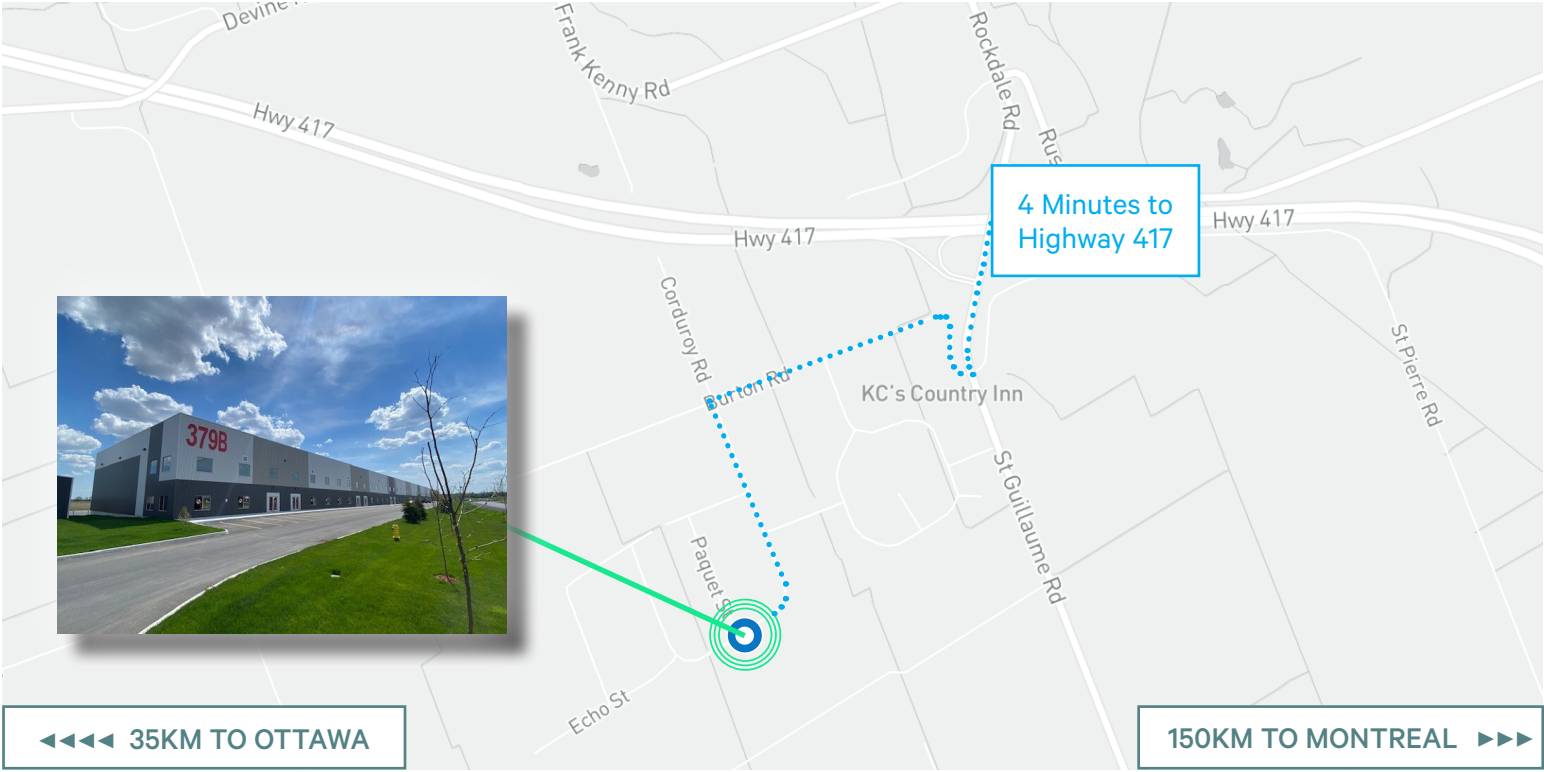 Devine
Frank Kenny Rd
Rockdale Rd
Rus
Hwy 417
4 Minutes to
Highway 417
Hwy 417
Hwy 417
Corduroy Rd
St Pierre Rd
Burton Rd
KC's Country Inn
379B
St Guillaume Rd
Paquet St
Echo St
35KM TO OTTAWA
150KM TO MONTREAL